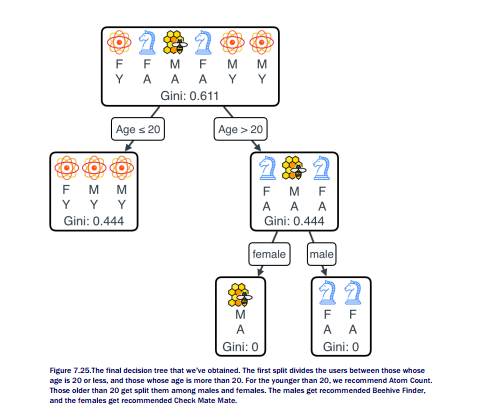 F F M F M M
Y A A A Y Y
Gini: 0.611
Age ≤ 20 Age > 20
F M M
Y Y Y
Gini: 0.444
F M F
A A A
Gini: 0.444
female male
M
A
Gini: 0
F F
A A
Gini: 0
Figure 7.25.The final decision tree that we've obtained. The first split divides the users between those whose
age is 20 or less, and those whose age is more than 20. For the younger than 20, we recommend Atom Count.
Those older than 20 get split them among males and females. The males get recommended Beehive Finder,
and the females get recommended Check Mate Mate.